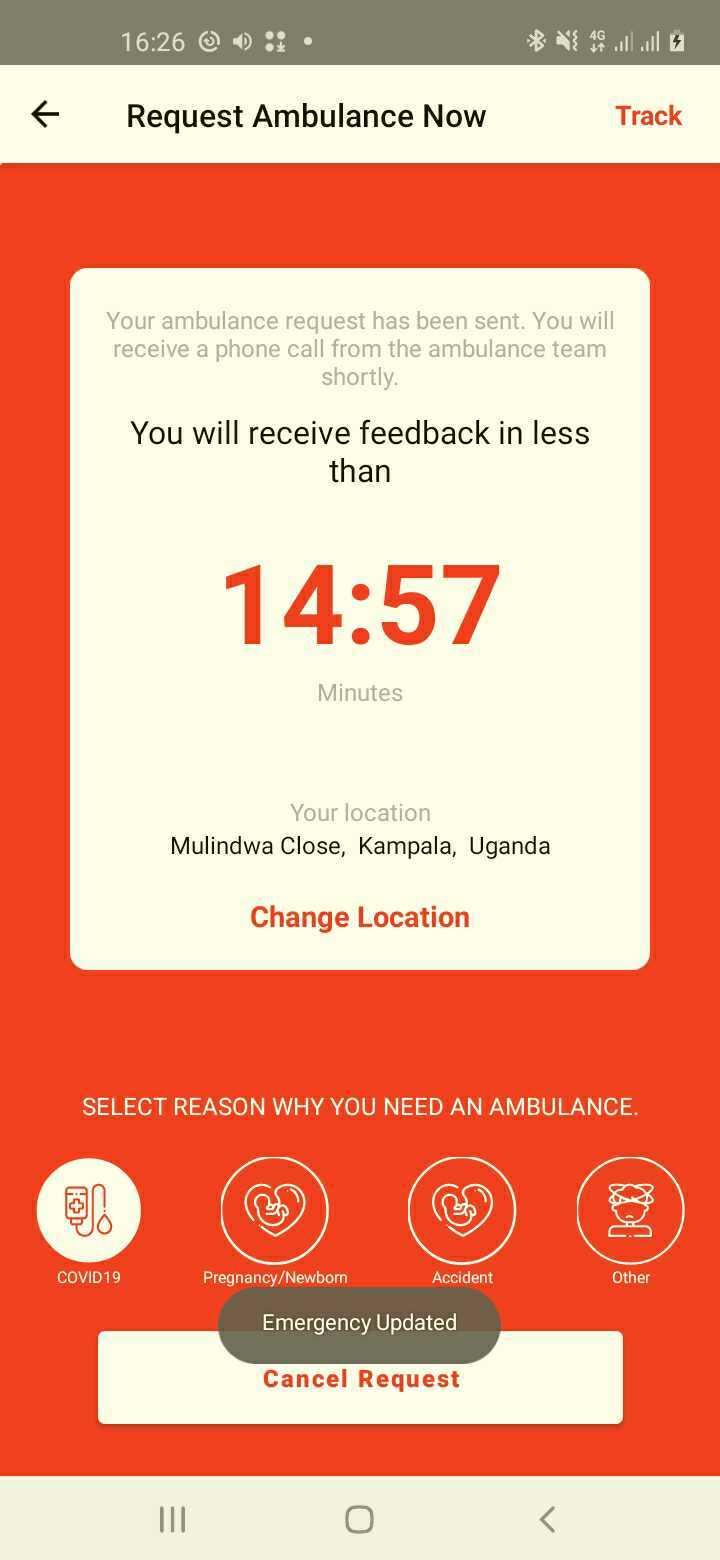 16:26
4G
Request Ambulance Now
Track
Your ambulance request has been sent. You will
receive a phone call from the ambulance team
shortly.
You will receive feedback in less
than
14:57
Minutes
Your location
Mulindwa Close, Kampala, Uganda
Change Location
SELECT REASON WHY YOU NEED AN AMBULANCE.
COVID19
Pregnancy/Newborn
Accident
Other
Emergency Updated
Cancel Request